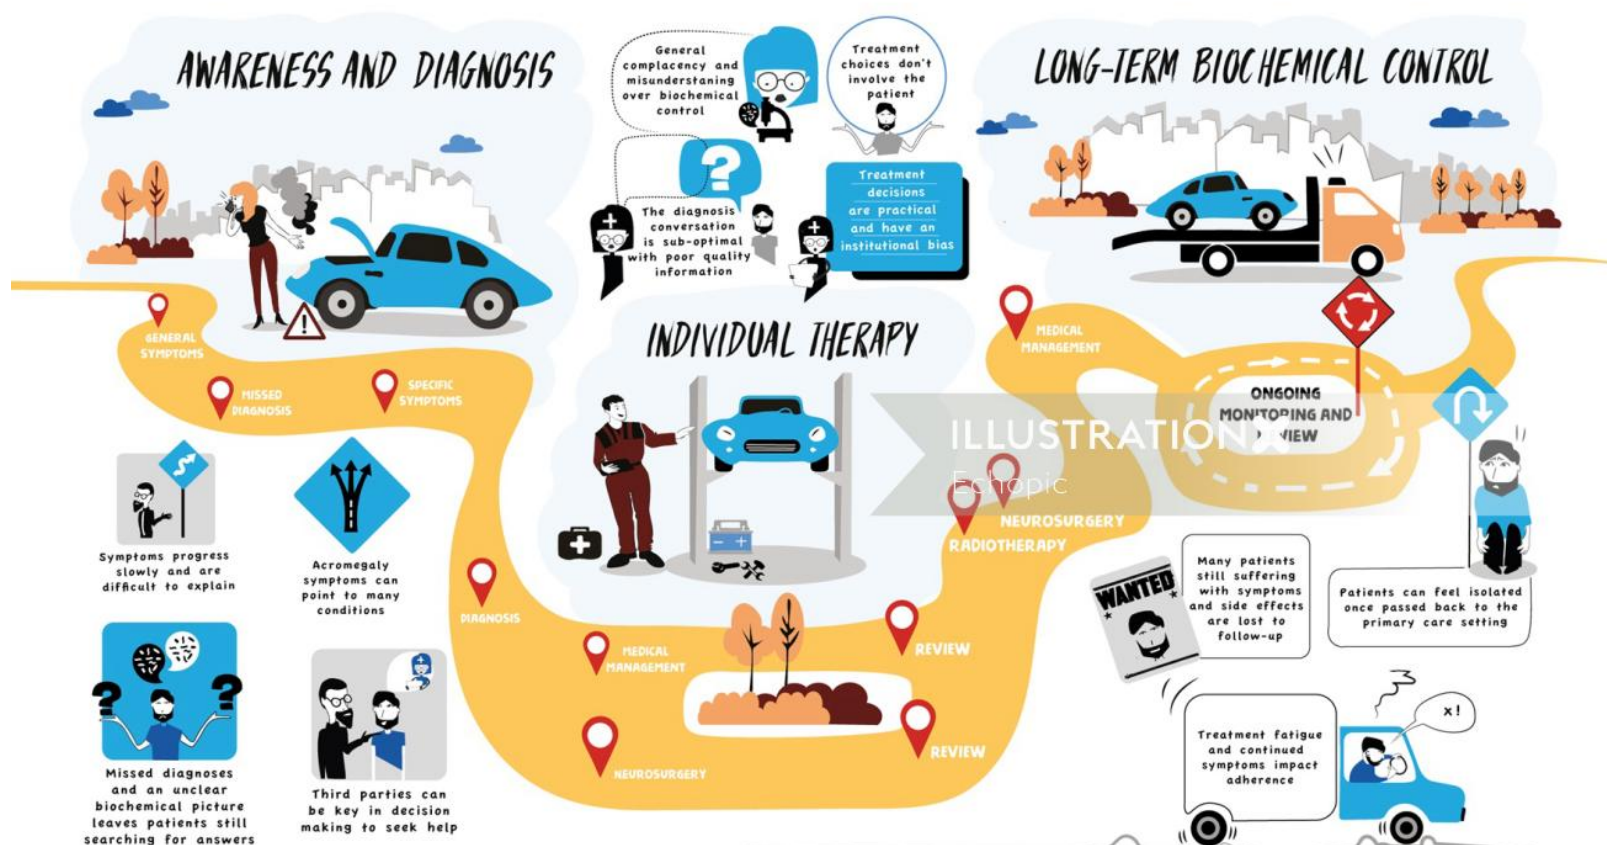 AWARENESS AND DIAGNOSIS
GENERAL
SYMPTOMS
MISSED
DIAGNOSIS
SPECIFIC
SYMPTOMS
Symptoms progress
slowly and are
difficult to explain
Acromegaly
symptoms can
point to many
conditions
Missed diagnoses
and an unclear
biochemical picture
leaves patients still
searching for answers
Third parties can
be key in decision
making to seek help
DIAGNOSIS
General
complacency and
misunderstaning
over biochemical
control
Treatment
choices don't
involve the
patient
?
The diagnosis
conversation
is sub-optimal
with poor quality
information
Treatment
decisions
are practical
and have an
institutional bias
INDIVIDUAL THERAPY
MEDICAL
MANAGEMENT
NEUROSURGERY
REVIEW
REVIEW
RADIOTHERAPY
NEUROSURGERY
LONG-TERM BIOCHEMICAL CONTROL
MEDICAL
MANAGEMENT
ONGOING
MONITORING AND
ILLUSTRATION X
Echopic
WANTED
Many patients
still suffering
with symptoms
and side effects
are lost to
follow-up
Patients can feel isolated
once passed back to the
primary care setting
Treatment fatigue
and continued
symptoms impact
adherence
x!